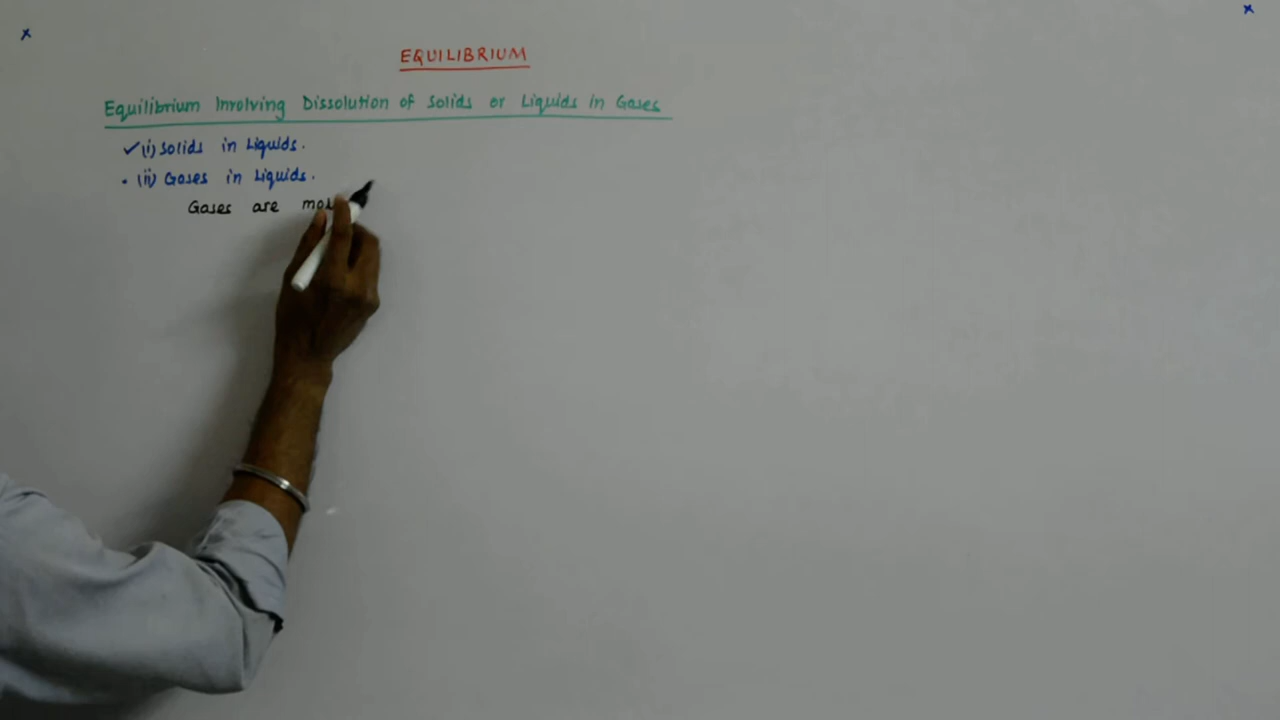 EQUILIBRIUM
Equilibrium Involving Dissolution of Solids or Liquids in Gases
✓(i) Solids in Liquids.
• (ii) Gases in Liquids.
Gases are